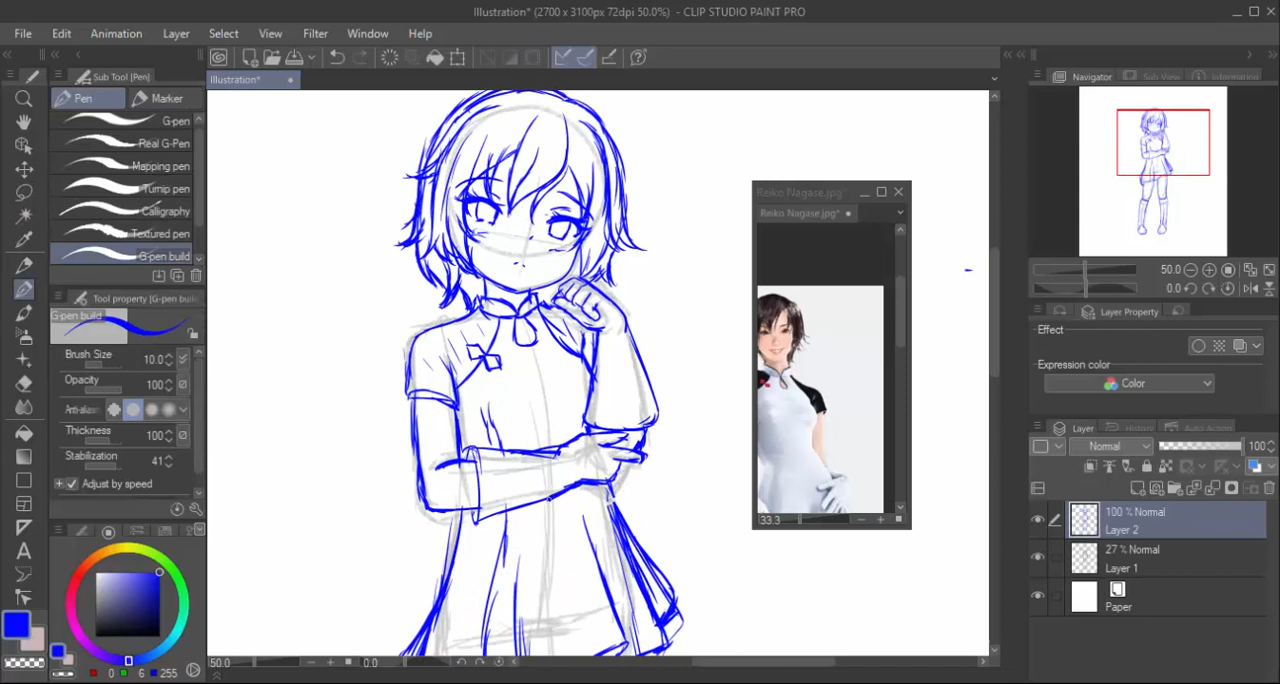 Illustration* (2700 x 3100px 72dpi 50.0%) - CLIP STUDIO PAINT PRO
File Edit Animation Layer Select View Filter Window Help
Sub Tool [Pen]
Illustration*
Navigator Sub View Information
Pen Marker
G-pen
Real G-Pen
Mapping pen
Turnip pen
Calligraphy
Textured pen
G-pen build
Tool property [G-pen build]
G-pen build
Brush Size 10.0
Opacity 100
Anti-alias
Thickness 100
Stabilization 41
Adjust by speed
0 6 255
50.0 0.0
Reiko Nagase.jpg*
Reiko Nagase.jpg*
33.3
50.0
0.0
Layer Property
Effect
Expression color
Color
Layer History Auto Action
Normal 100
100 % Normal
Layer 2
27 % Normal
Layer 1
Paper